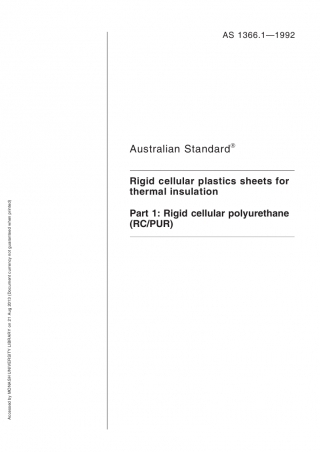 AS 1366.1—1992
Australian Standard®
Rigid cellular plastics sheets for
thermal insulation
Part 1: Rigid cellular polyurethane
(RC/PUR)
Accessed by MONASH UNIVERSITY LIBRARY on 21 Aug 2013 (Document currency not guaranteed when printed)